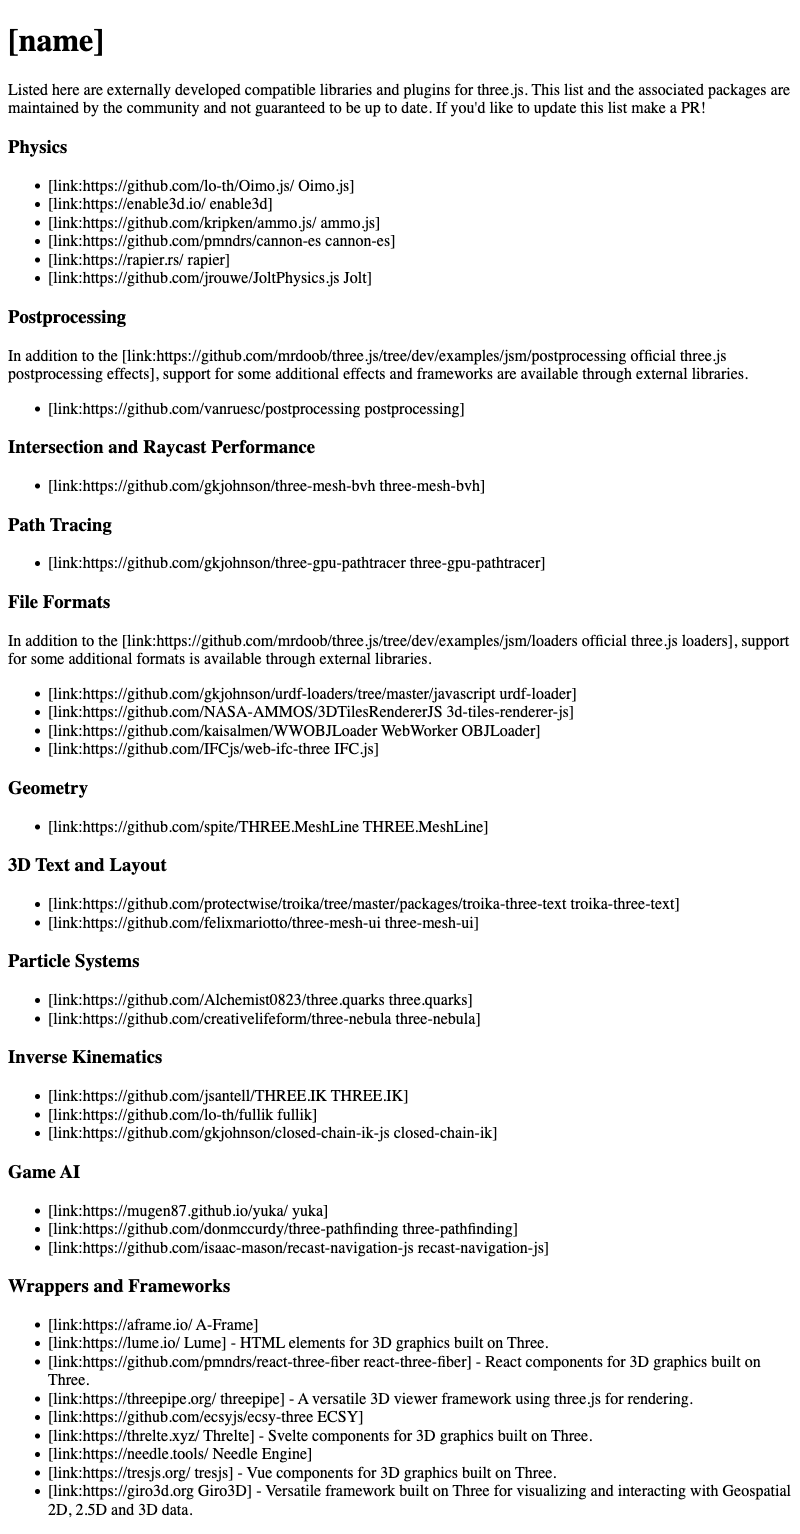 [name]
Listed here are externally developed compatible libraries and plugins for three.js. This list and the associated packages are
maintained by the community and not guaranteed to be up to date. If you'd like to update this list make a PR!
Physics
• [link:https://github.com/lo-th/Oimo.js/ Oimo.js]
• [link:https://enable3d.io/ enable3d]
• [link:https://github.com/kripken/ammo.js/ ammo.js]
• [link:https://github.com/pmndrs/cannon-es cannon-es]
• [link:https://rapier.rs/ rapier]
• [link:https://github.com/jrouwe/JoltPhysics.js Jolt]
Postprocessing
In addition to the [link:https://github.com/mrdoob/three.js/tree/dev/examples/jsm/postprocessing official three.js
postprocessing effects], support for some additional effects and frameworks are available through external libraries.
• [link:https://github.com/vanruesc/postprocessing postprocessing]
Intersection and Raycast Performance
• [link:https://github.com/gkjohnson/three-mesh-bvh three-mesh-bvh]
Path Tracing
• [link:https://github.com/gkjohnson/three-gpu-pathtracer three-gpu-pathtracer]
File Formats
In addition to the [link:https://github.com/mrdoob/three.js/tree/dev/examples/jsm/loaders official three.js loaders], support
for some additional formats is available through external libraries.
• [link:https://github.com/gkjohnson/urdf-loaders/tree/master/javascript urdf-loader]
• [link:https://github.com/NASA-AMMOS/3DTilesRendererJS 3d-tiles-renderer-js]
• [link:https://github.com/kaisalmen/WWOBJLoader WebWorker OBJLoader]
• [link:https://github.com/IFCjs/web-ifc-three IFC.js]
Geometry
• [link:https://github.com/spite/THREE.MeshLine THREE.MeshLine]
3D Text and Layout
• [link:https://github.com/protectwise/troika/tree/master/packages/troika-three-text troika-three-text]
• [link:https://github.com/felixmariotto/three-mesh-ui three-mesh-ui]
Particle Systems
• [link:https://github.com/Alchemist0823/three.quarks three.quarks]
• [link:https://github.com/creativelifeform/three-nebula three-nebula]
Inverse Kinematics
• [link:https://github.com/jsantell/THREE.IK THREE.IK]
• [link:https://github.com/lo-th/fullik fullik]
• [link:https://github.com/gkjohnson/closed-chain-ik-js closed-chain-ik]
Game AI
• [link:https://mugen87.github.io/yuka/ yuka]
• [link:https://github.com/donmccurdy/three-pathfinding three-pathfinding]
• [link:https://github.com/isaac-mason/recast-navigation-js recast-navigation-js]
Wrappers and Frameworks
• [link:https://aframe.io/ A-Frame]
• [link:https://lume.io/ Lume] - HTML elements for 3D graphics built on Three.
• [link:https://github.com/pmndrs/react-three-fiber react-three-fiber] - React components for 3D graphics built on
Three.
• [link:https://threepipe.org/ threepipe] - A versatile 3D viewer framework using three.js for rendering.
• [link:https://github.com/ecsyjs/ecsy-three ECSY]
• [link:https://threlte.xyz/ Threlte] - Svelte components for 3D graphics built on Three.
• [link:https://needle.tools/ Needle Engine]
• [link:https://tresjs.org/ tresjs] - Vue components for 3D graphics built on Three.
• [link:https://giro3d.org Giro3D] - Versatile framework built on Three for visualizing and interacting with Geospatial
2D, 2.5D and 3D data.